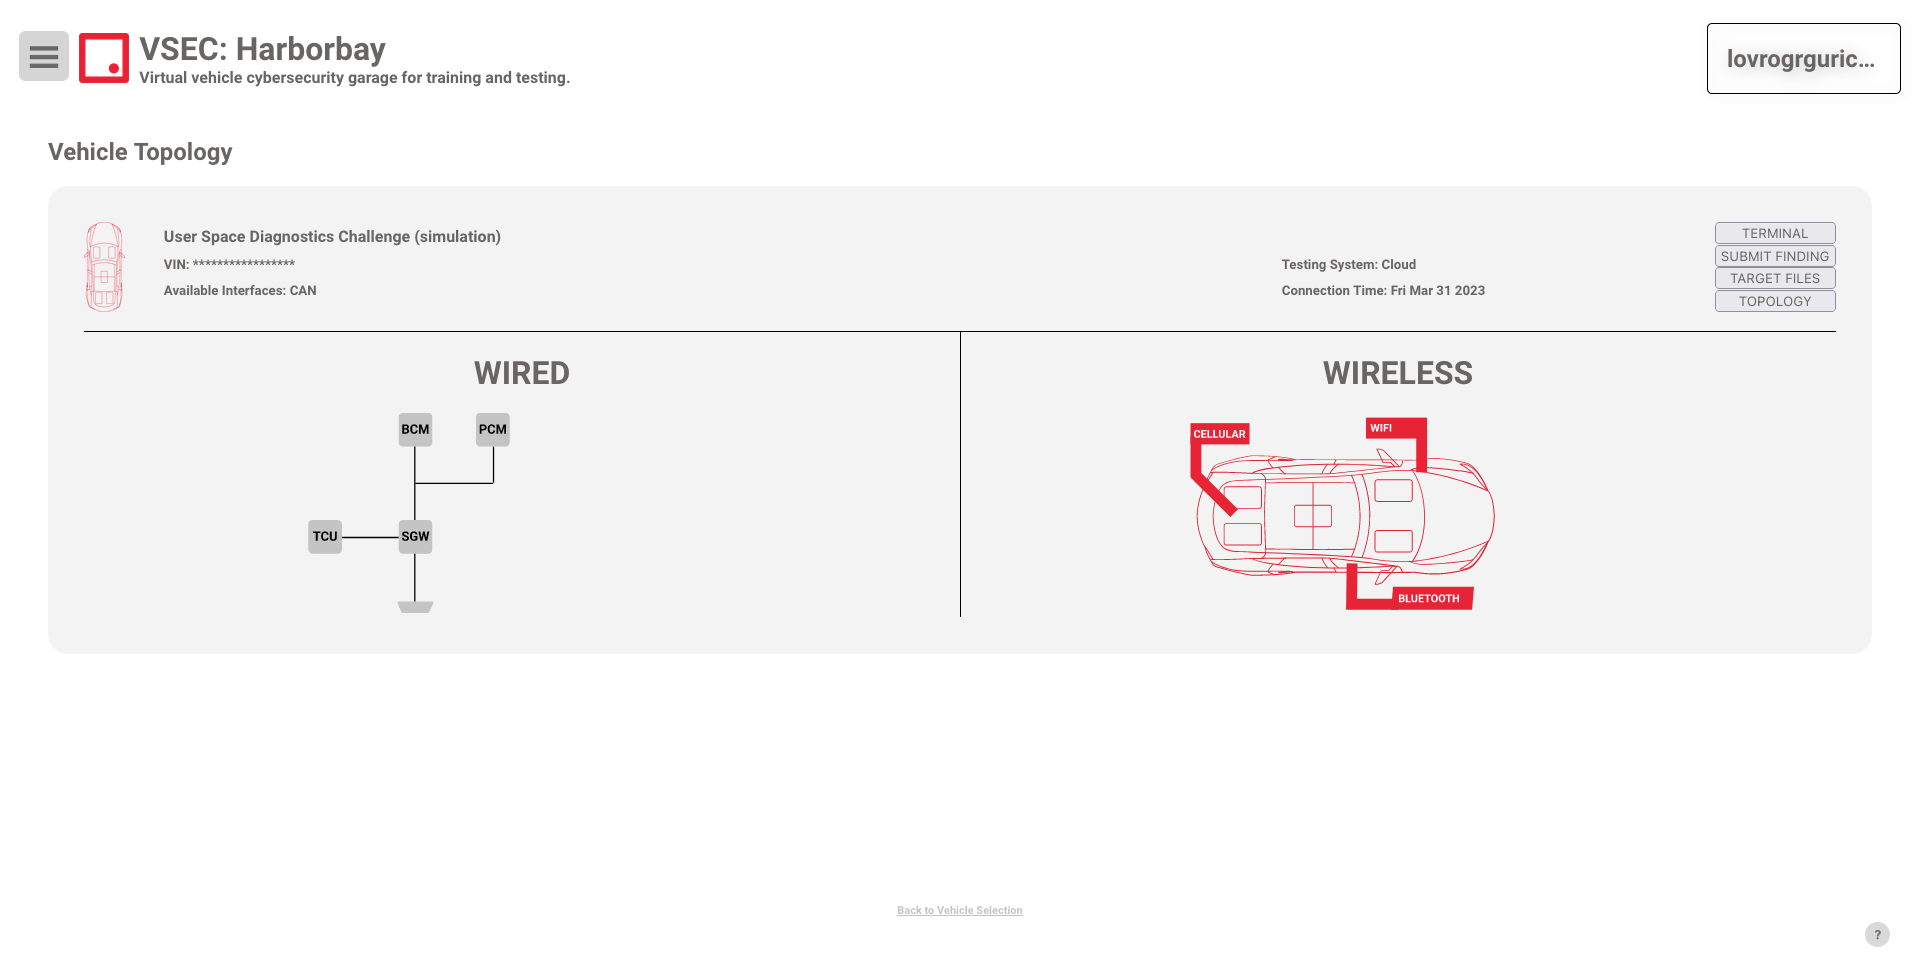 VSEC: Harborbay
Virtual vehicle cybersecurity garage for training and testing.
lovrogrguric...
Vehicle Topology
User Space Diagnostics Challenge (simulation)
VIN: *****************
Available Interfaces: CAN
Testing System: Cloud
Connection Time: Fri Mar 31 2023
TERMINAL
SUBMIT FINDING
TARGET FILES
TOPOLOGY
WIRED
BCM
PCM
TCU
SGW
WIRELESS
CELLULAR
WIFI
BLUETOOTH
Back to Vehicle Selection
?